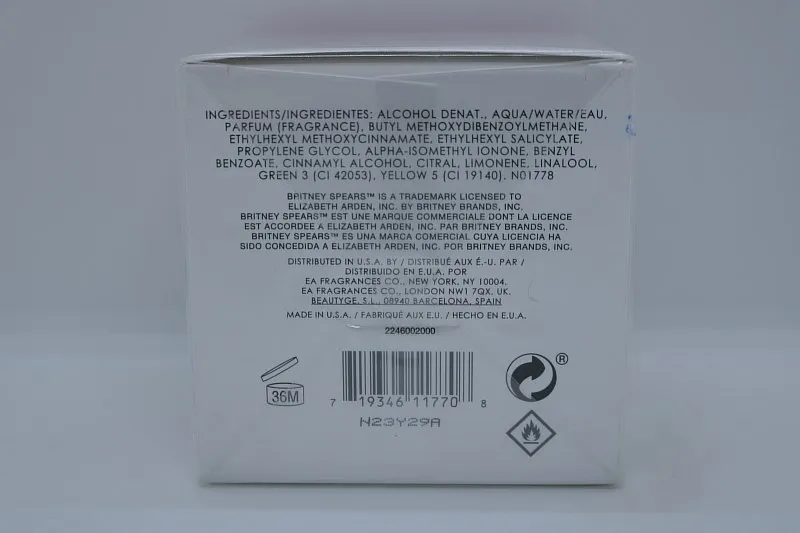 INGREDIENTS/INGREDIENTES: ALCOHOL DENAT., AQUA/WATER/EAU,
PARFUM (FRAGRANCE), BUTYL METHOXYDIBENZOYLMETHANE,
ETHYLHEXYL METHOXYCINNAMATE, ETHYLHEXYL SALICYLATE,
PROPYLENE GLYCOL, ALPHA-ISOMETHYL IONONE, BENZYL
BENZOATE, CINNAMYL ALCOHOL, CITRAL, LIMONENE, LINALOOL,
GREEN 3 (CI 42053), YELLOW 5 (CI 19140). N01778
BRITNEY SPEARS™ IS A TRADEMARK LICENSED TO
ELIZABETH ARDEN, INC. BY BRITNEY BRANDS, INC.
BRITNEY SPEARS™ EST UNE MARQUE COMMERCIALE DONT LA LICENCE
EST ACCORDEE A ELIZABETH ARDEN, INC. PAR BRITNEY BRANDS, INC.
BRITNEY SPEARS™ ES UNA MARCA COMERCIAL CUYA LICENCIA HA
SIDO CONCEDIDA A ELIZABETH ARDEN, INC. POR BRITNEY BRANDS, INC.
DISTRIBUTED IN U.S.A. BY / DISTRIBUÉ AUX É.-U. PAR /
DISTRIBUIDO EN E.U.A. POR
EA FRAGRANCES CO., NEW YORK, NY 10004.
EA FRAGRANCES CO., LONDON NW1 7QX, UK.
BEAUTYGE, S.L., 08940 BARCELONA, SPAIN
MADE IN U.S.A. / FABRIQUÉ AUX E.U. / HECHO EN E.U.A.
2246002000
36M
7 19346 11770 8
®
N23Y29A